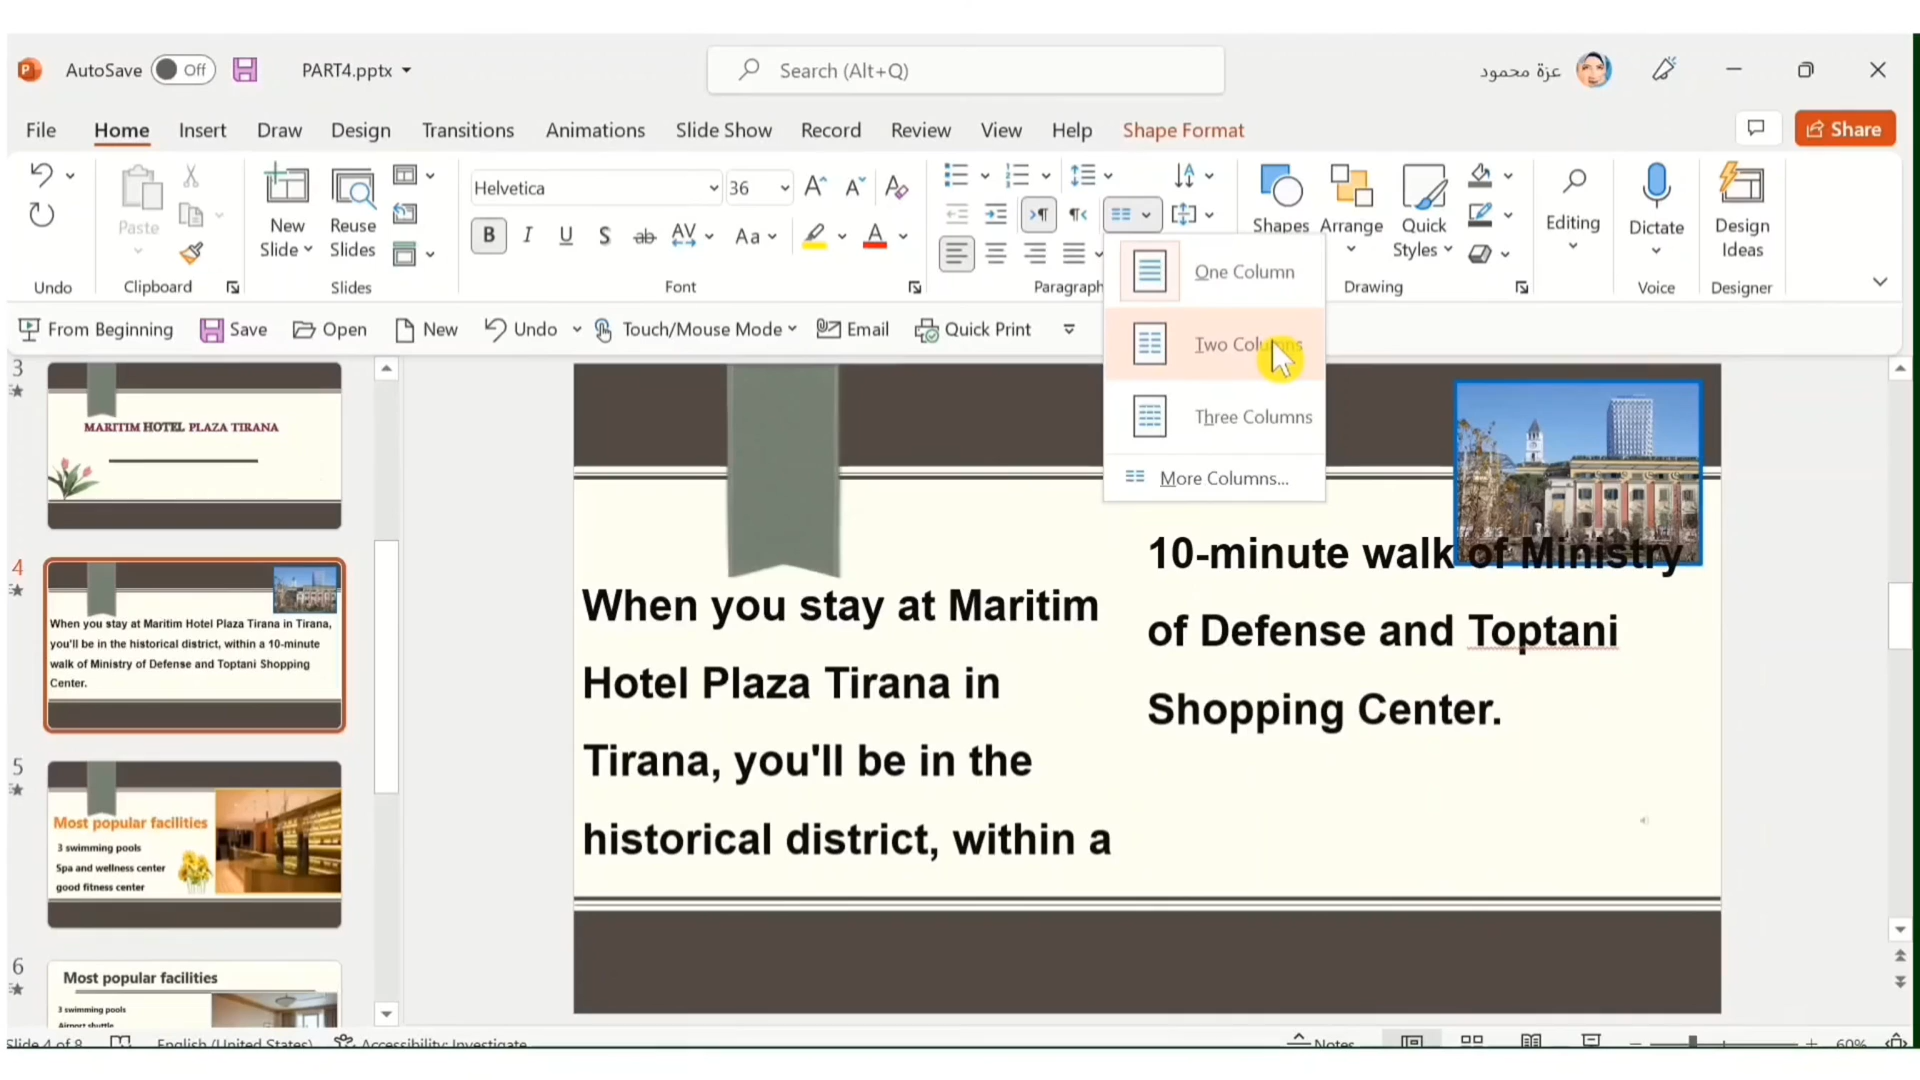 AutoSave
Off
PART4.pptx
Search (Alt+Q)
عزة محمود
File
Home
Insert
Draw
Design
Transitions
Animations
Slide Show
Record
Review
View
Help
Shape Format
Share
Paste
New
Slide
Reuse
Slides
Helvetica
36
B
I
U
S
ab
AV
Aa
A
Shapes
Arrange
Quick
Styles
Editing
Dictate
Design
Ideas
Undo
Clipboard
Slides
Font
Paragraph
Drawing
Voice
Designer
One Column
Two Columns
Three Columns
More Columns...
From Beginning
Save
Open
New
Undo
Touch/Mouse Mode
Email
Quick Print
3
MARITIM HOTEL PLAZA TIRANA
4
When you stay at Maritim Hotel Plaza Tirana in Tirana,
you'll be in the historical district, within a 10-minute
walk of Ministry of Defense and Toptani Shopping
Center.
5
Most popular facilities
3 swimming pools
Spa and wellness center
good fitness center
6
Most popular facilities
3 swimming pools
Airport shuttle
When you stay at Maritim
Hotel Plaza Tirana in
Tirana, you'll be in the
historical district, within a
10-minute walk of Ministry
of Defense and Toptani
Shopping Center.
Slide 4 of 8
English (United States)
Accessibility: Investigate
Notes
60%